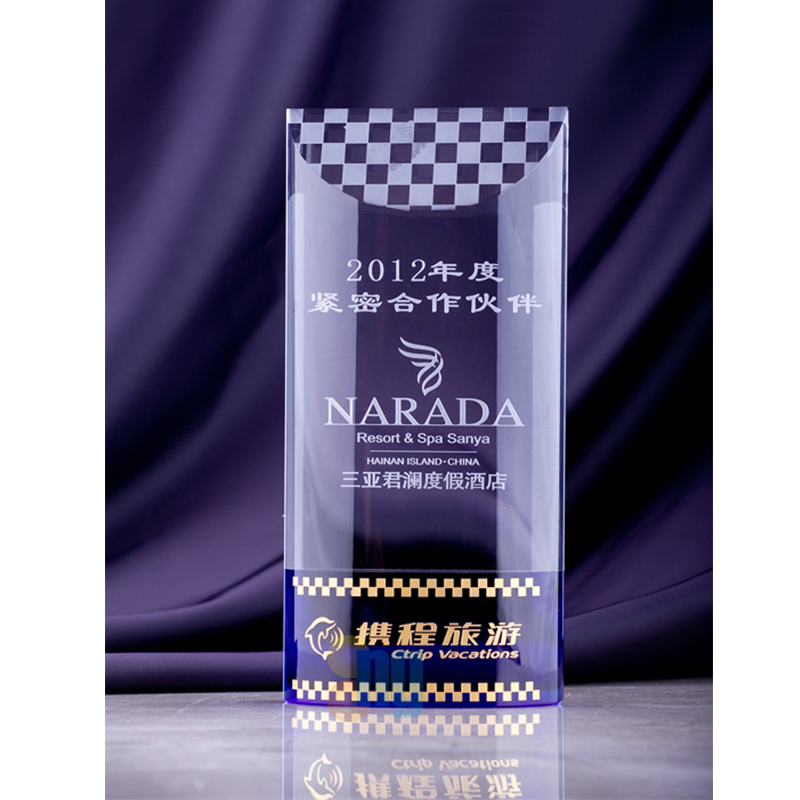 2012年度
紧密合作伙伴
NARADA
Resort & Spa Sanya
HAINAN ISLAND·CHINA
三亚君澜度假酒店
携程旅游
Ctrip Vacations